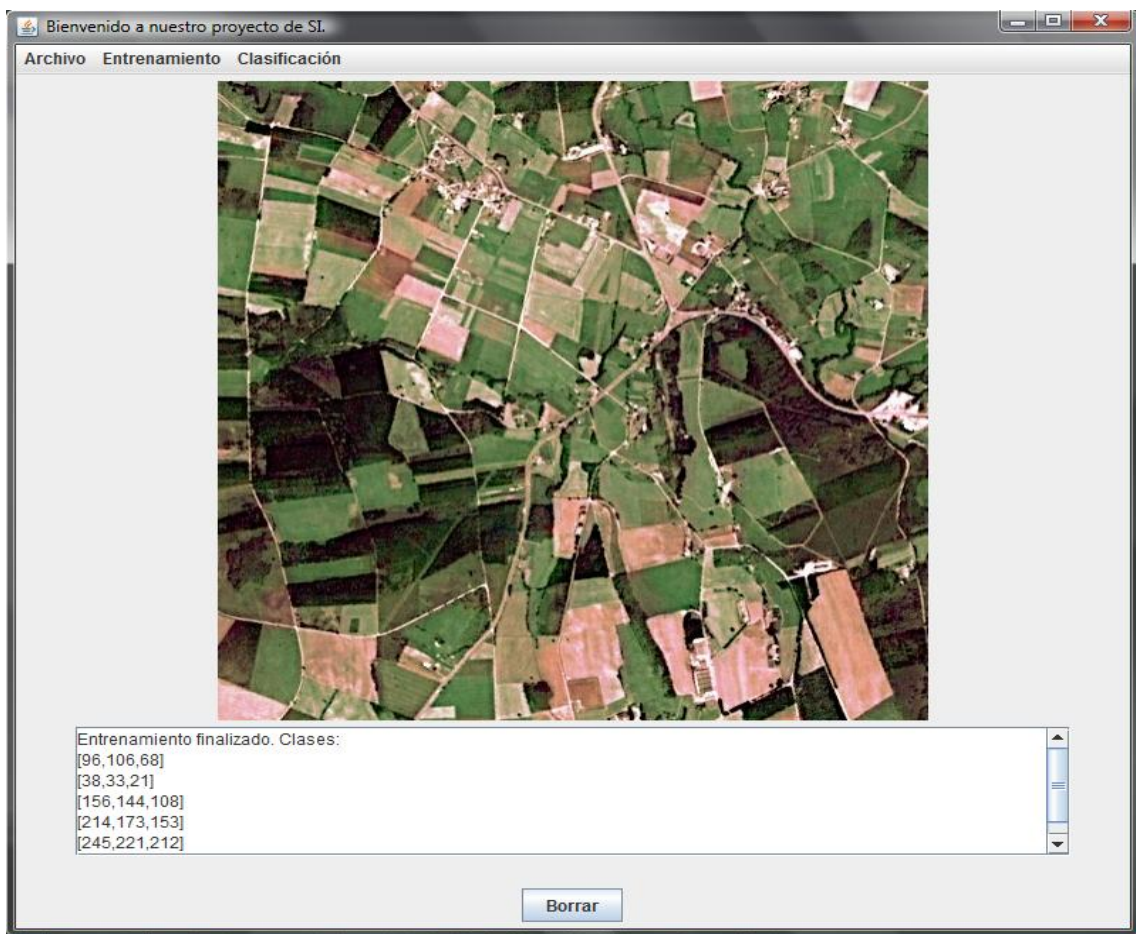 Bienvenido a nuestro proyecto de SI.
Archivo Entrenamiento Clasificación
Entrenamiento finalizado. Clases:
[96,106,68]
[38,33,21]
[156,144,108]
[214,173,153]
[245,221,212]
Borrar